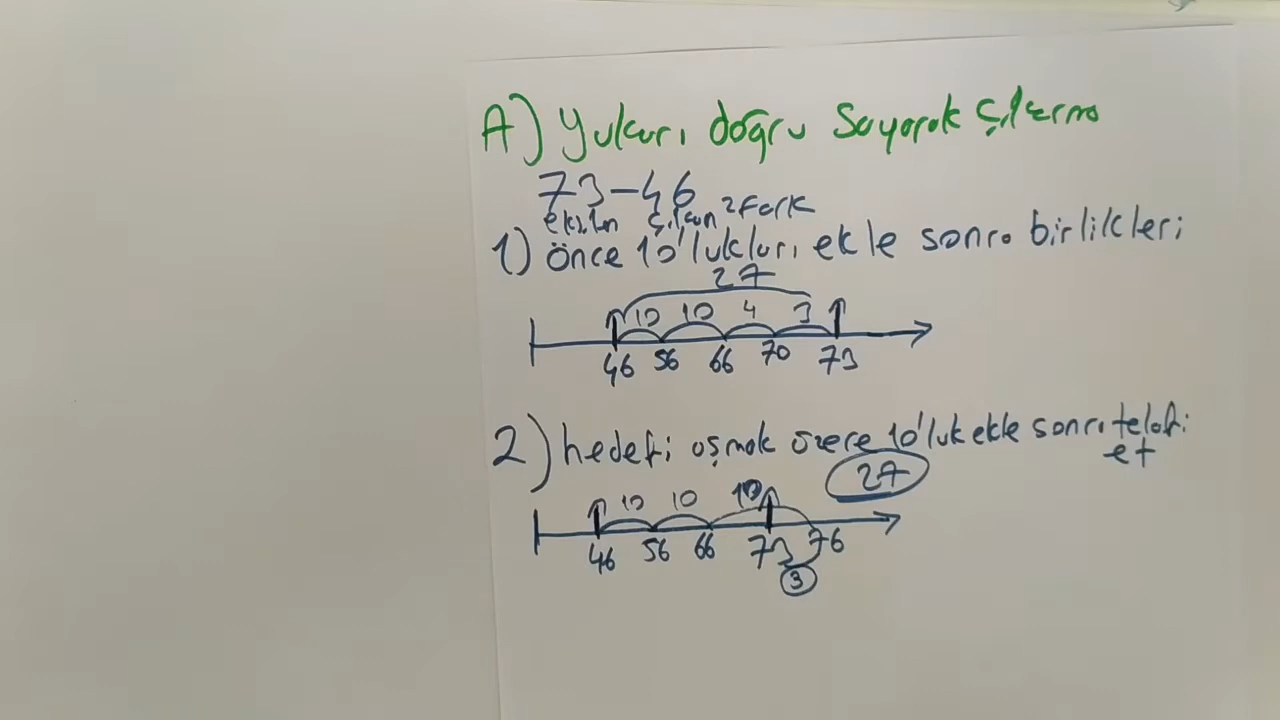 A) Yukarı doğru Sayarak Çıkarma
73-46
eksilen çıkan = Fark
1) önce 10'lukları ekle sonra birlikleri
27
10 10 4 3
46 56 66 70 73
2) hedefi aşmak üzere 10'luk ekle sonra telafi
et
27
10 10 10
46 56 66 73 76
3